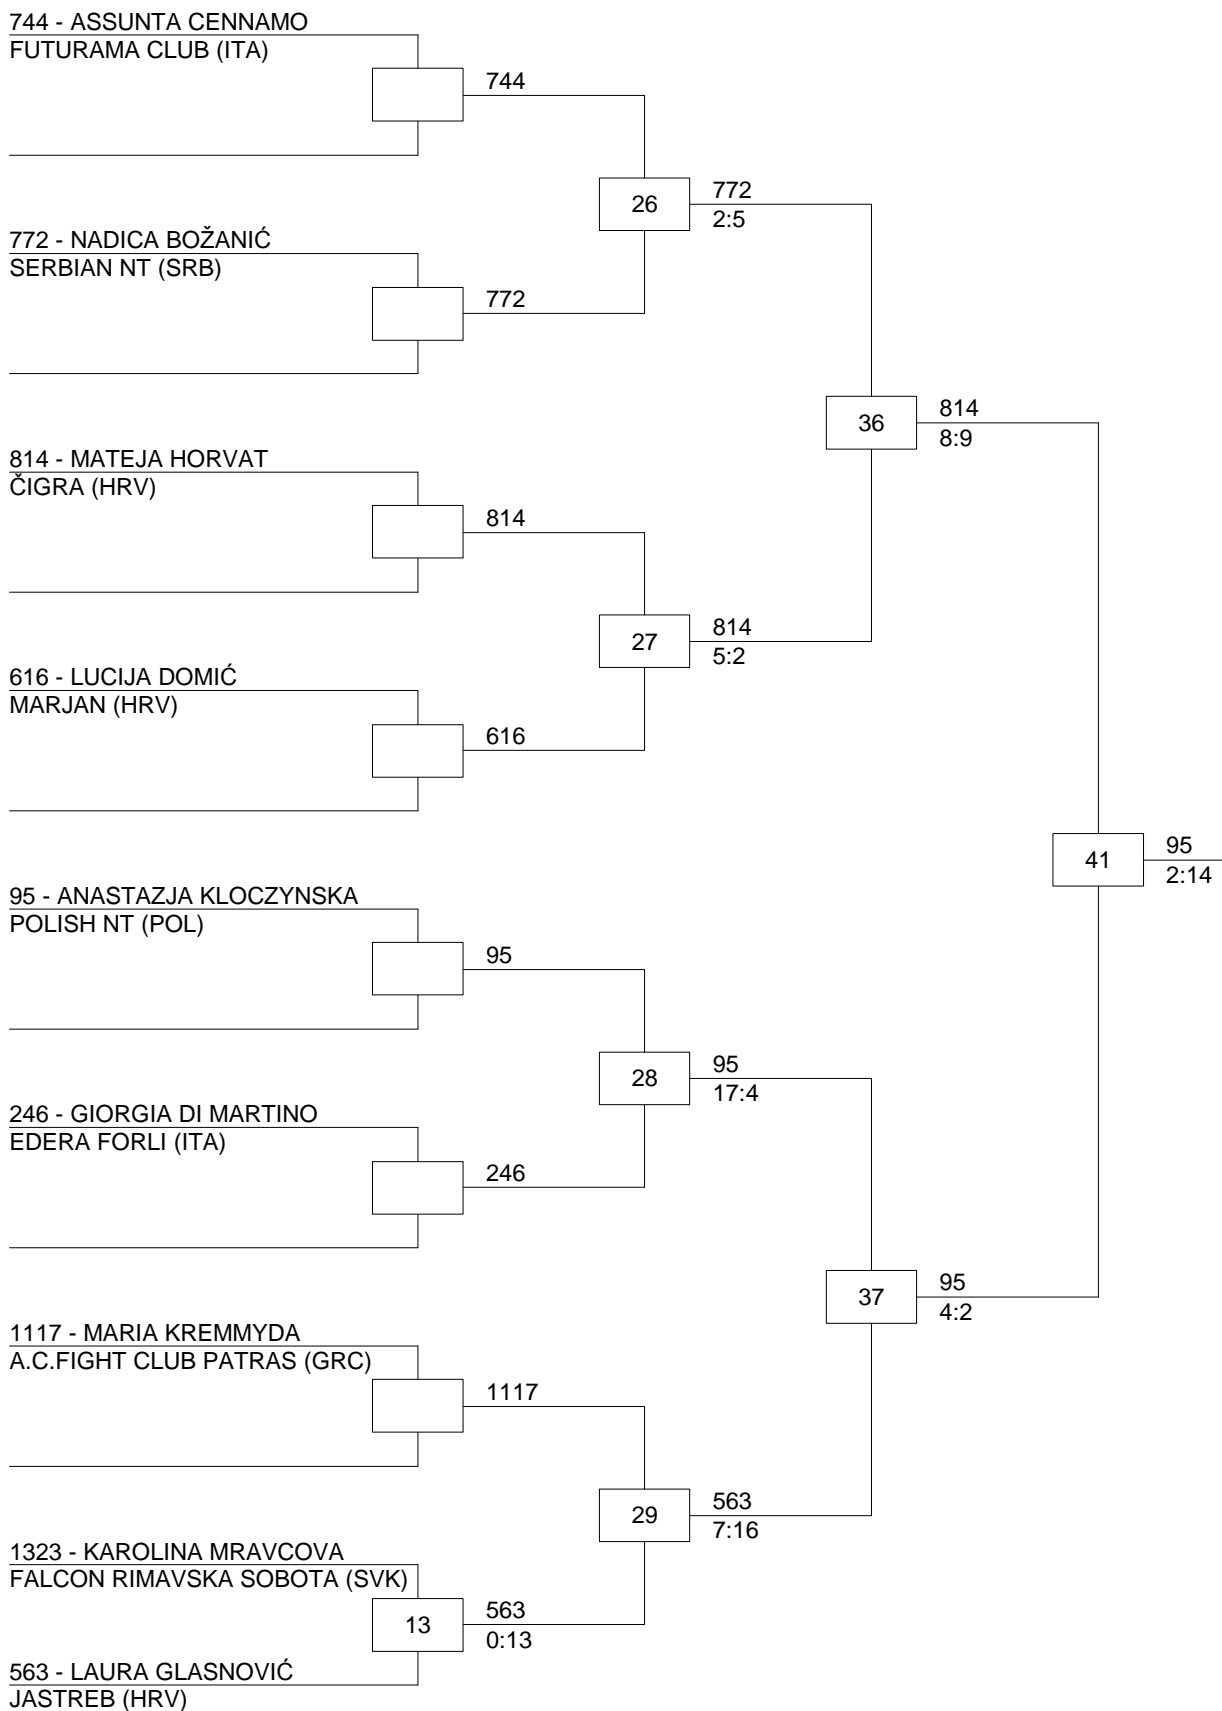 744 - ASSUNTA CENNAMO
FUTURAMA CLUB (ITA)
744
26
772
2:5
772 - NADICA BOŽANIĆ
SERBIAN NT (SRB)
772
36
814
8:9
814 - MATEJA HORVAT
ČIGRA (HRV)
814
27
814
5:2
616 - LUCIJA DOMIĆ
MARJAN (HRV)
616
41
95
2:14
95 - ANASTAZJA KLOCZYNSKA
POLISH NT (POL)
95
28
95
17:4
246 - GIORGIA DI MARTINO
EDERA FORLI (ITA)
246
37
95
4:2
1117 - MARIA KREMMYDA
A.C.FIGHT CLUB PATRAS (GRC)
1117
29
563
7:16
1323 - KAROLINA MRAVCOVA
FALCON RIMAVSKA SOBOTA (SVK)
13
563
0:13
563 - LAURA GLASNOVIĆ
JASTREB (HRV)